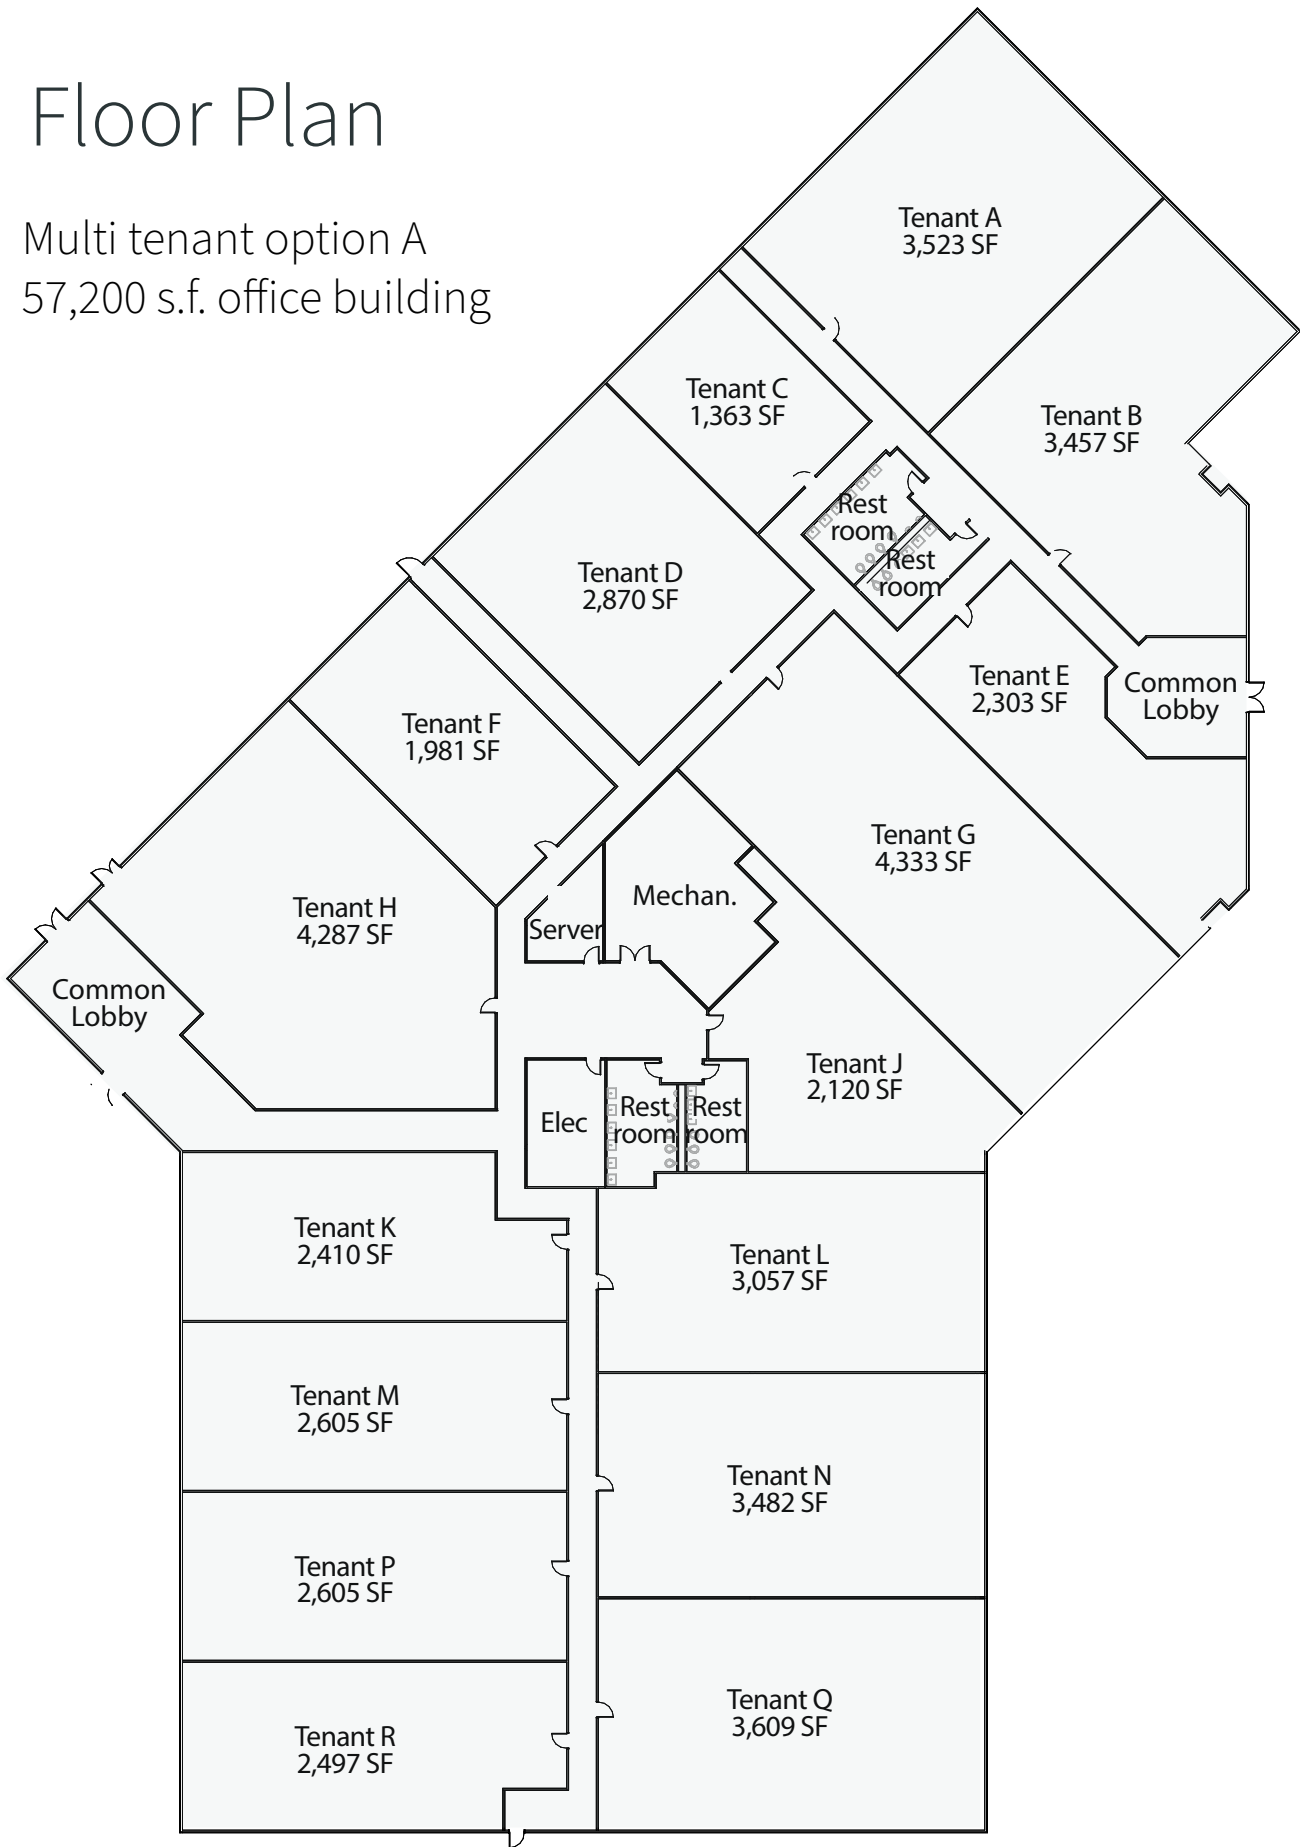 Floor Plan
Multi tenant option A
57,200 s.f. office building
Tenant A
3,523 SF
Tenant B
3,457 SF
Tenant C
1,363 SF
Rest
room
Rest
room
Tenant D
2,870 SF
Tenant E
2,303 SF
Common
Lobby
Tenant F
1,981 SF
Tenant G
4,333 SF
Mechan.
Server
Tenant H
4,287 SF
Common
Lobby
Tenant J
2,120 SF
Elec
Rest
room
Rest
room
Tenant K
2,410 SF
Tenant L
3,057 SF
Tenant M
2,605 SF
Tenant N
3,482 SF
Tenant P
2,605 SF
Tenant Q
3,609 SF
Tenant R
2,497 SF